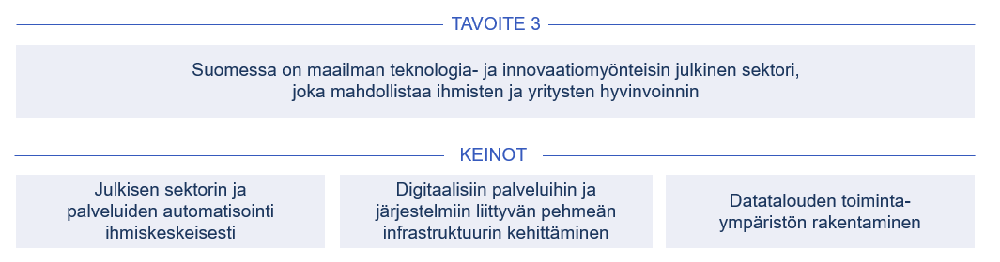 TAVOITE 3
Suomessa on maailman teknologia- ja innovaatiomyönteisin julkinen sektori,
joka mahdollistaa ihmisten ja yritysten hyvinvoinnin
KEINOT
Julkisen sektorin ja
palveluiden automatisointi
ihmiskeskeisesti
Digitaalisiin palveluihin ja
järjestelmiin liittyvän pehmeän
infrastruktuurin kehittäminen
Datatalouden toiminta-
ympäristön rakentaminen